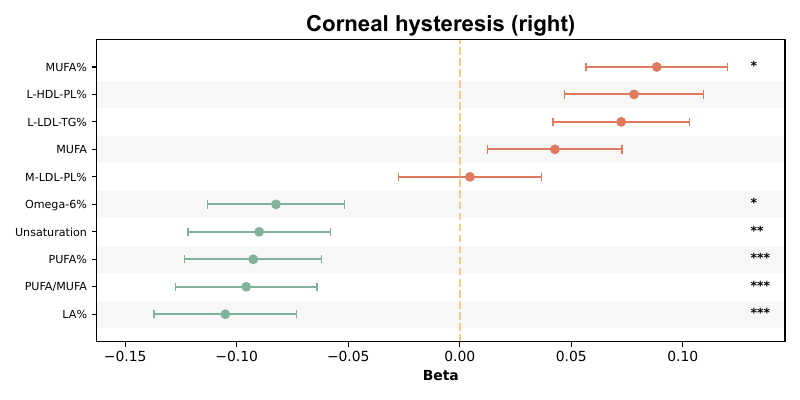 Corneal hysteresis (right)
MUFA% *
L-HDL-PL%
L-LDL-TG%
MUFA
M-LDL-PL%
Omega-6% *
Unsaturation **
PUFA% ***
PUFA/MUFA ***
LA% ***
−0.15 −0.10 −0.05 0.00 0.05 0.10
Beta